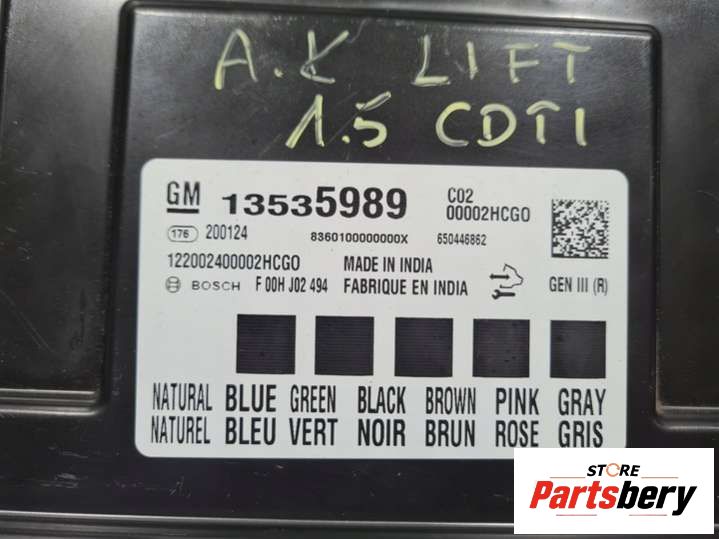 A.K LIFT
1.5 CDTI
GM 13535989 C02
00002HCG0
176 200124 8360100000000X 650446862
122002400002HCG0 MADE IN INDIA
BOSCH F 00H J02 494 FABRIQUE EN INDIA GEN III (R)
NATURAL BLUE GREEN BLACK BROWN PINK GRAY
NATUREL BLEU VERT NOIR BRUN ROSE GRIS
STORE
Partsbery